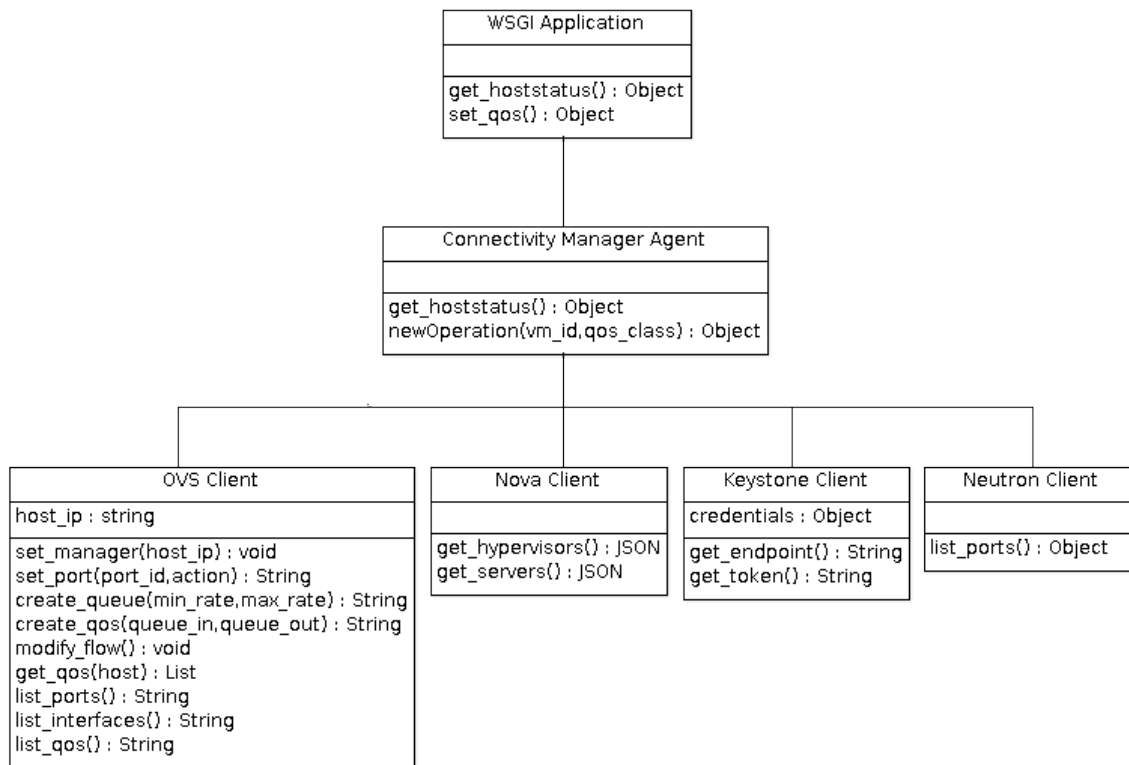 WSGI Application
get_hoststatus() : Object
set_qos() : Object
Connectivity Manager Agent
get_hoststatus() : Object
newOperation(vm_id,qos_class) : Object
OVS Client
host_ip : string
set_manager(host_ip) : void
set_port(port_id,action) : String
create_queue(min_rate,max_rate) : String
create_qos(queue_in,queue_out) : String
modify_flow() : void
get_qos(host) : List
list_ports() : String
list_interfaces() : String
list_qos() : String
Nova Client
get_hypervisors() : JSON
get_servers() : JSON
Keystone Client
credentials : Object
get_endpoint() : String
get_token() : String
Neutron Client
list_ports() : Object